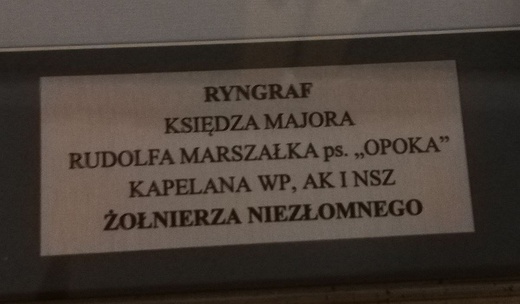 RYNGRAF
KSIĘDZA MAJORA
RUDOLFA MARSZAŁKA ps. „OPOKA”
KAPELANA WP, AK I NSZ
ŻOŁNIERZA NIEZŁOMNEGO